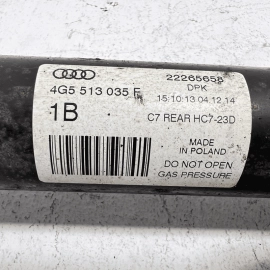 22265658
DPK
4G5 513 035 F
15:10:13 04 12 14
1B
C7 REAR HC7-23D
MADE
IN POLAND
DO NOT OPEN
GAS PRESSURE